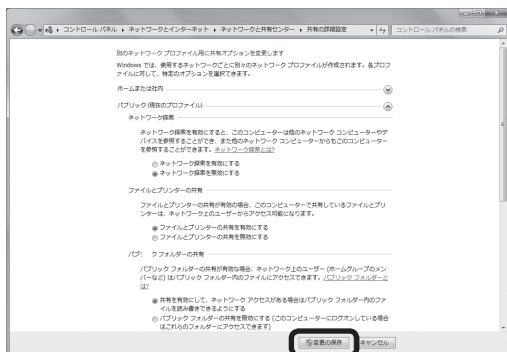 コントロール パネル ▸ ネットワークとインターネット ▸ ネットワークと共有センター ▸ 共有の詳細設定
コントロール パネルの検索
別のネットワーク プロファイル用に共有オプションを変更します
Windows では、使用するネットワークごとに別々のネットワーク プロファイルが作成されます。各プロフ
ァイルに対して、特定のオプションを選択できます。
ホームまたは社内
パブリック (現在のプロファイル)
ネットワーク探索
ネットワーク探索を有効にすると、このコンピューターは他のネットワーク コンピューターやデ
バイスを参照することができ、また他のネットワーク コンピューターからもこのコンピューター
を参照することができます。ネットワーク探索とは?
ネットワーク探索を有効にする
ネットワーク探索を無効にする
ファイルとプリンターの共有
ファイルとプリンターの共有が有効の場合、このコンピューターで共有しているファイルとプリ
ンターは、ネットワーク上のユーザーからアクセス可能になります。
ファイルとプリンターの共有を有効にする
ファイルとプリンターの共有を無効にする
パブ クフォルダーの共有
パブリック フォルダーの共有が有効な場合、ネットワーク上のユーザー (ホームグループのメン
バーなど) はパブリック フォルダー内のファイルにアクセスできます。パブリック フォルダーと
は?
共有を有効にして、ネットワーク アクセスがある場合はパブリック フォルダー内のファ
イルを読み書きできるようにする
パブリック フォルダーの共有を無効にする (このコンピューターにログオンしている場合
はこれらのフォルダーにアクセスできます)
変更の保存
キャンセル